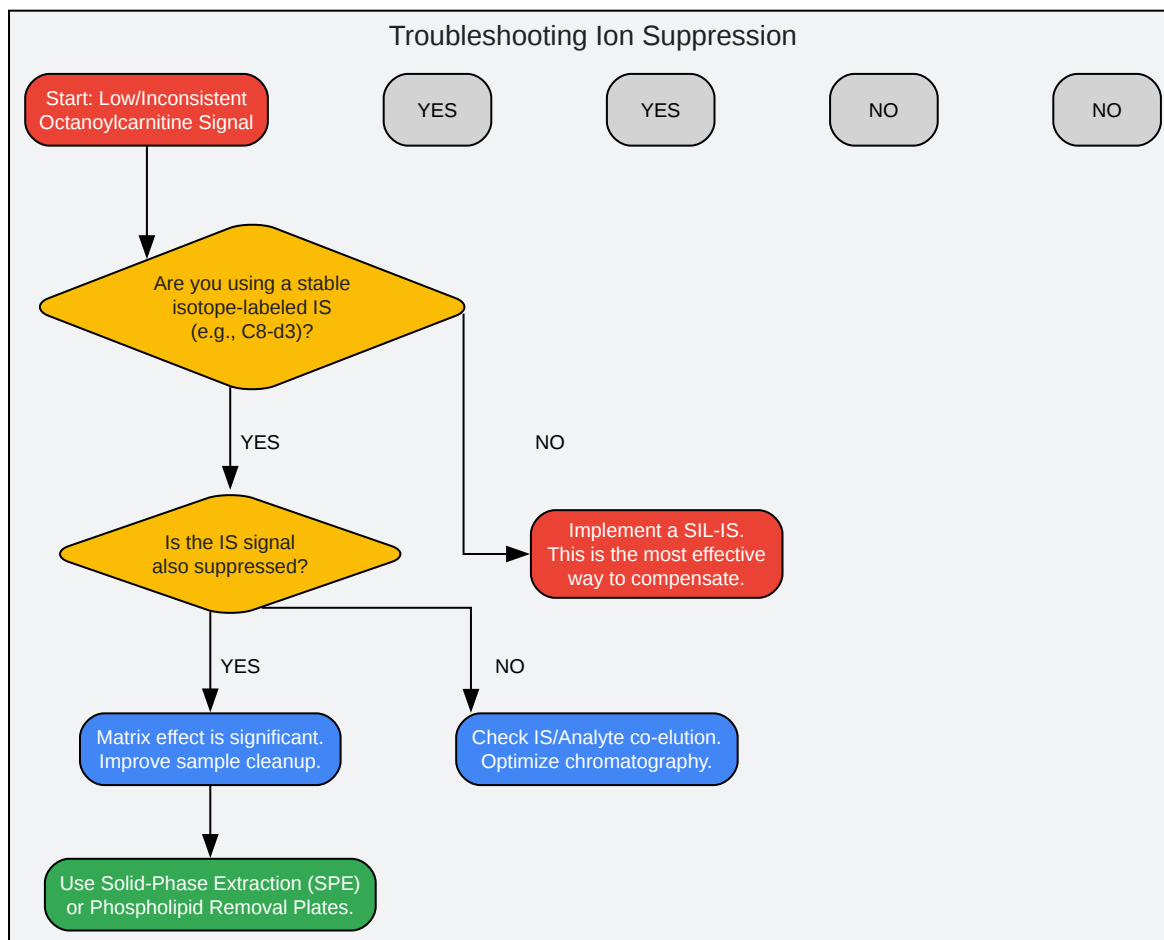 Troubleshooting Ion Suppression
Start: Low/Inconsistent
Octanoylcarnitine Signal
YES
YES
NO
NO
Are you using a stable
isotope-labeled IS
(e.g., C8-d3)?
YES
NO
Is the IS signal
also suppressed?
Implement a SIL-IS.
This is the most effective
way to compensate.
YES
NO
Matrix effect is significant.
Improve sample cleanup.
Check IS/Analyte co-elution.
Optimize chromatography.
Use Solid-Phase Extraction (SPE)
or Phospholipid Removal Plates.